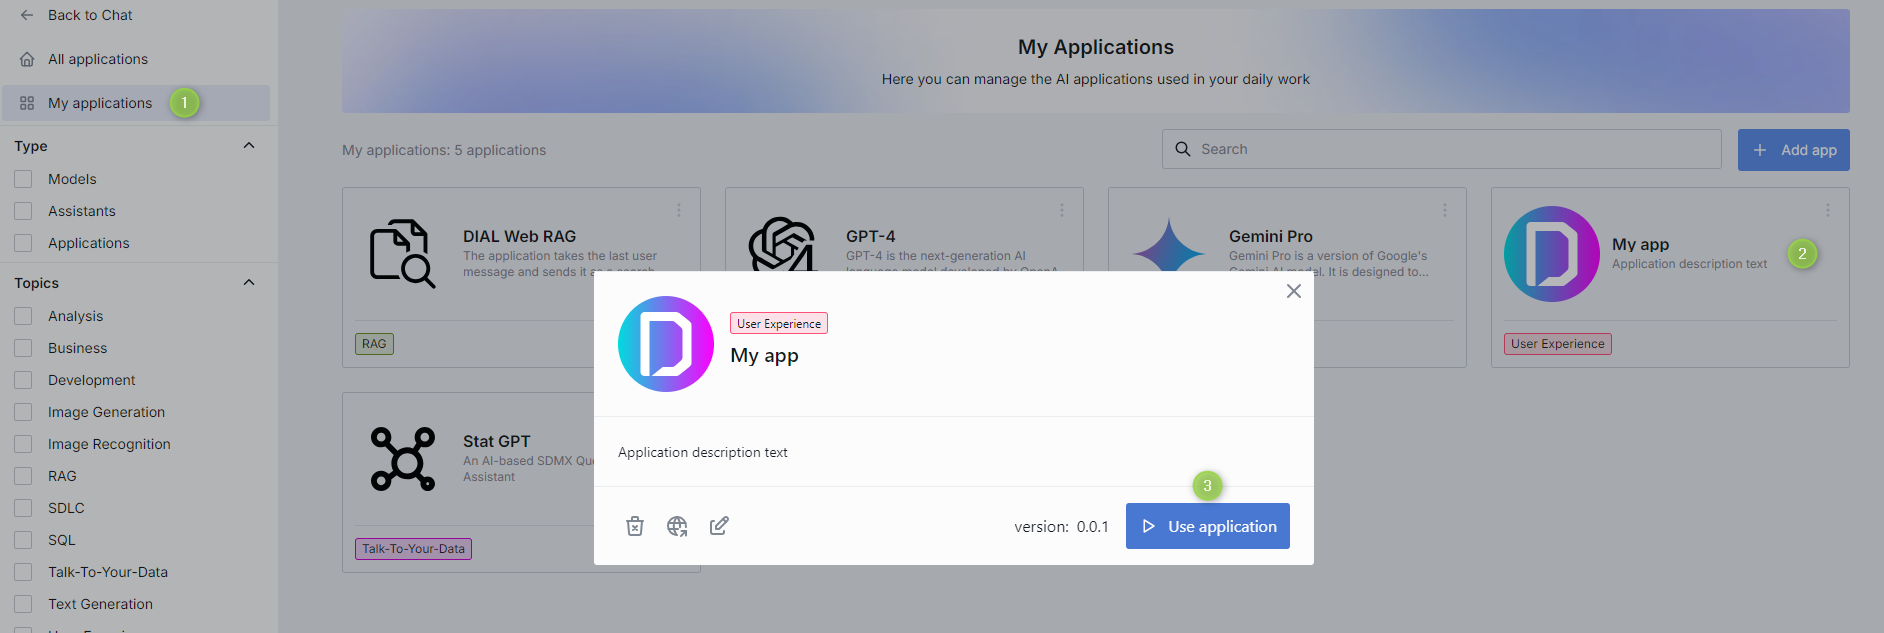 Back to Chat
All applications
My applications
1
Type
Models
Assistants
Applications
Topics
Analysis
Business
Development
Image Generation
Image Recognition
RAG
SDLC
SQL
Talk-To-Your-Data
Text Generation
My Applications
Here you can manage the AI applications used in your daily work
My applications: 5 applications
Search
Add app
DIAL Web RAG
The application takes the last user
message and sends it as a search
RAG
GPT-4
GPT-4 is the next-generation AI
Gemini Pro
Gemini Pro is a version of Google's
Gemini AI model. It is designed to...
My app
Application description text
2
User Experience
Stat GPT
An AI-based SDMX
Assistant
Talk-To-Your-Data
User Experience
My app
Application description text
3
version: 0.0.1
Use application